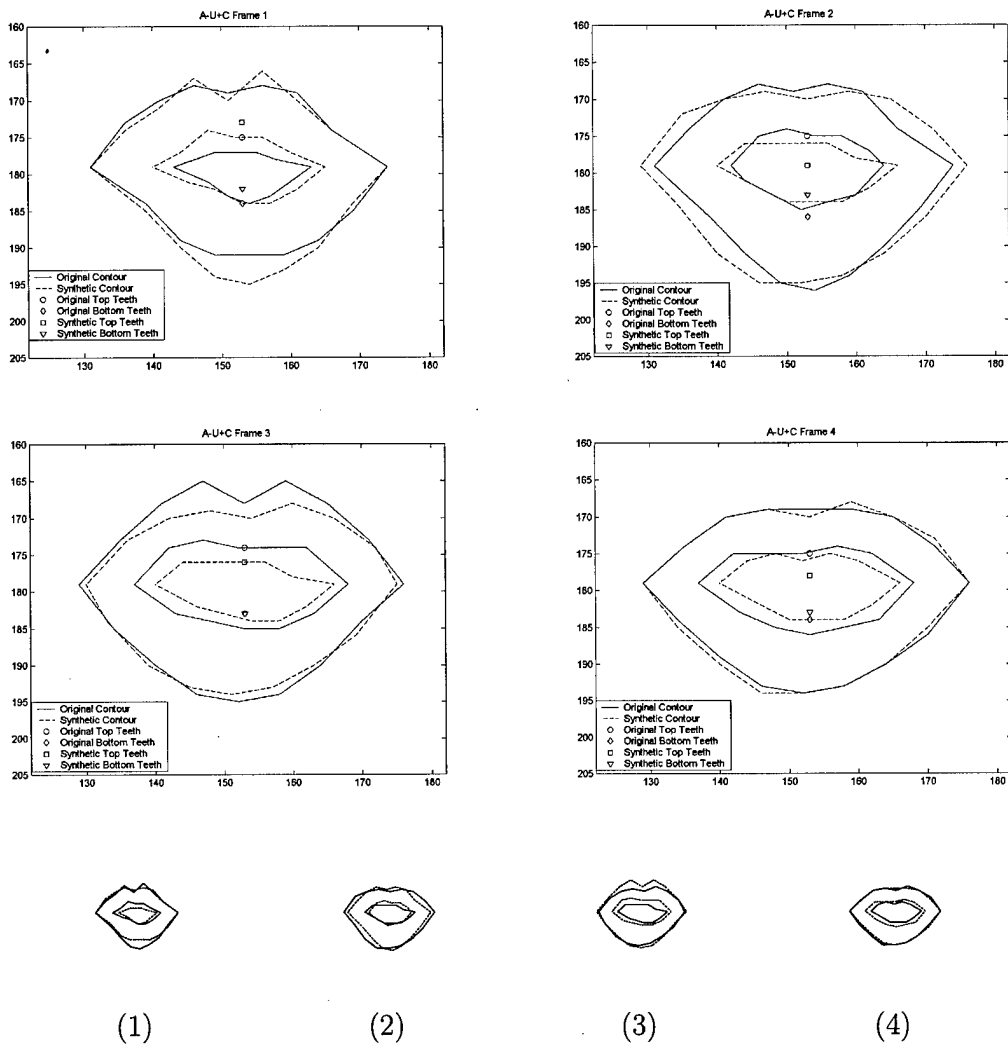 A-U+C Frame 1
160
165
170
175
180
185
190
195
200
205
130
140
150
160
170
180
Original Contour
Synthetic Contour
Original Top Teeth
Original Bottom Teeth
Synthetic Top Teeth
Synthetic Bottom Teeth
A-U+C Frame 2
160
165
170
175
180
185
190
195
200
205
130
140
150
160
170
180
Original Contour
Synthetic Contour
Original Top Teeth
Original Bottom Teeth
Synthetic Top Teeth
Synthetic Bottom Teeth
A-U+C Frame 3
160
165
170
175
180
185
190
195
200
205
130
140
150
160
170
180
Original Contour
Synthetic Contour
Original Top Teeth
Original Bottom Teeth
Synthetic Top Teeth
Synthetic Bottom Teeth
A-U+C Frame 4
160
165
170
175
180
185
190
195
200
205
130
140
150
160
170
180
Original Contour
Synthetic Contour
Original Top Teeth
Original Bottom Teeth
Synthetic Top Teeth
Synthetic Bottom Teeth
(1) (2) (3) (4)